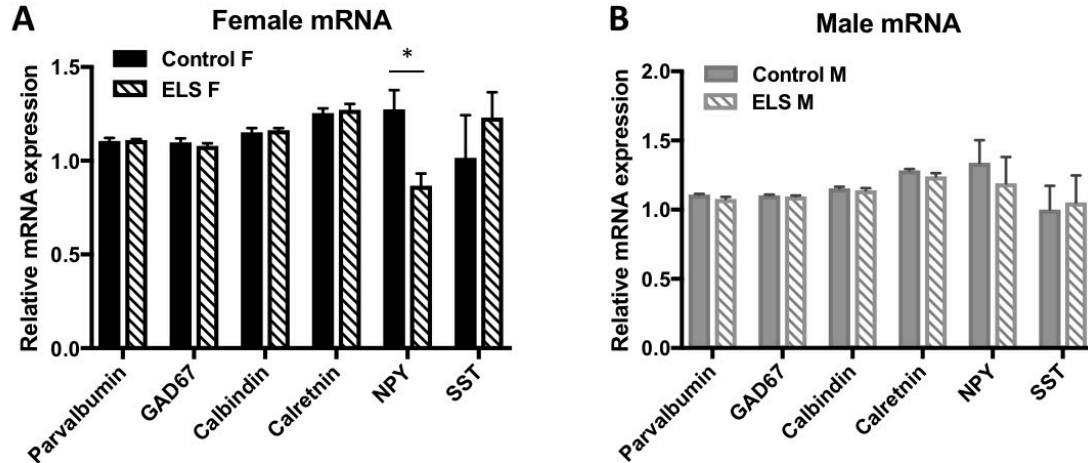 A
Female mRNA
Control F
ELS F
*
Relative mRNA expression
1.5
1.0
0.5
0.0
Parvalbumin
GAD67
Calbindin
Calretnin
NPY
SST
B
Male mRNA
Control M
ELS M
Relative mRNA expression
2.0
1.5
1.0
0.5
0.0
Parvalbumin
GAD67
Calbindin
Calretnin
NPY
SST